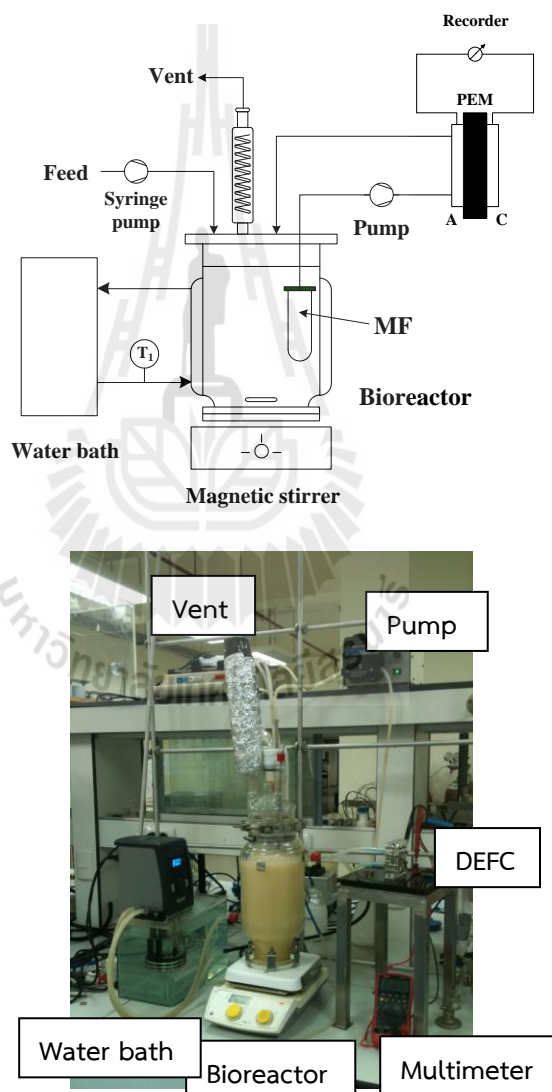 Recorder
Vent
PEM
Feed
Syringe
pump
Pump
A
C
MF
T1
Bioreactor
Water bath
Magnetic stirrer
Vent
Pump
DEFC
Water bath
Bioreactor
Multimeter